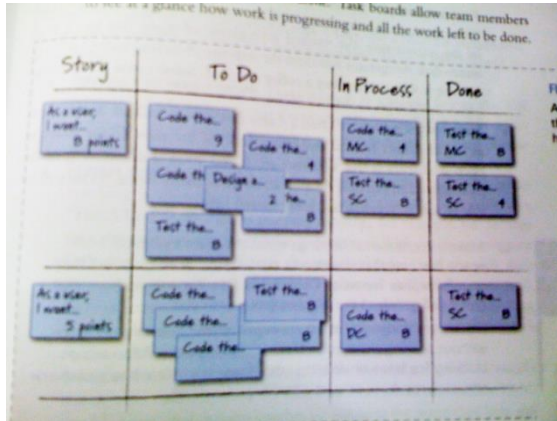 to see at a glance how work is progressing and all the work left to be done.
Task boards allow team members
Story To Do In Process Done
As a user,
I want...
8 points
Code the...
9
Code the...
4
Code th
Design a...
2
he...
8
Test the...
8
Code the...
MC 4
Test the...
SC 8
Test the...
MC 8
Test the...
SC 4
As a user,
I want...
5 points
Code the...
Test the...
8
Code the...
8
Code the...
Code the...
DC 8
Test the...
SC 8